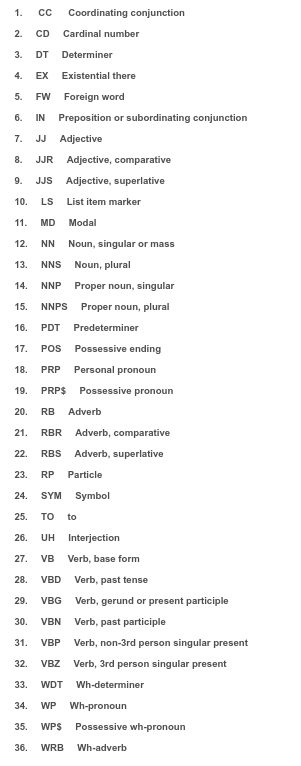 1. CC Coordinating conjunction
2. CD Cardinal number
3. DT Determiner
4. EX Existential there
5. FW Foreign word
6. IN Preposition or subordinating conjunction
7. JJ Adjective
8. JJR Adjective, comparative
9. JJS Adjective, superlative
10. LS List item marker
11. MD Modal
12. NN Noun, singular or mass
13. NNS Noun, plural
14. NNP Proper noun, singular
15. NNPS Proper noun, plural
16. PDT Predeterminer
17. POS Possessive ending
18. PRP Personal pronoun
19. PRP$ Possessive pronoun
20. RB Adverb
21. RBR Adverb, comparative
22. RBS Adverb, superlative
23. RP Particle
24. SYM Symbol
25. TO to
26. UH Interjection
27. VB Verb, base form
28. VBD Verb, past tense
29. VBG Verb, gerund or present participle
30. VBN Verb, past participle
31. VBP Verb, non-3rd person singular present
32. VBZ Verb, 3rd person singular present
33. WDT Wh-determiner
34. WP Wh-pronoun
35. WP$ Possessive wh-pronoun
36. WRB Wh-adverb